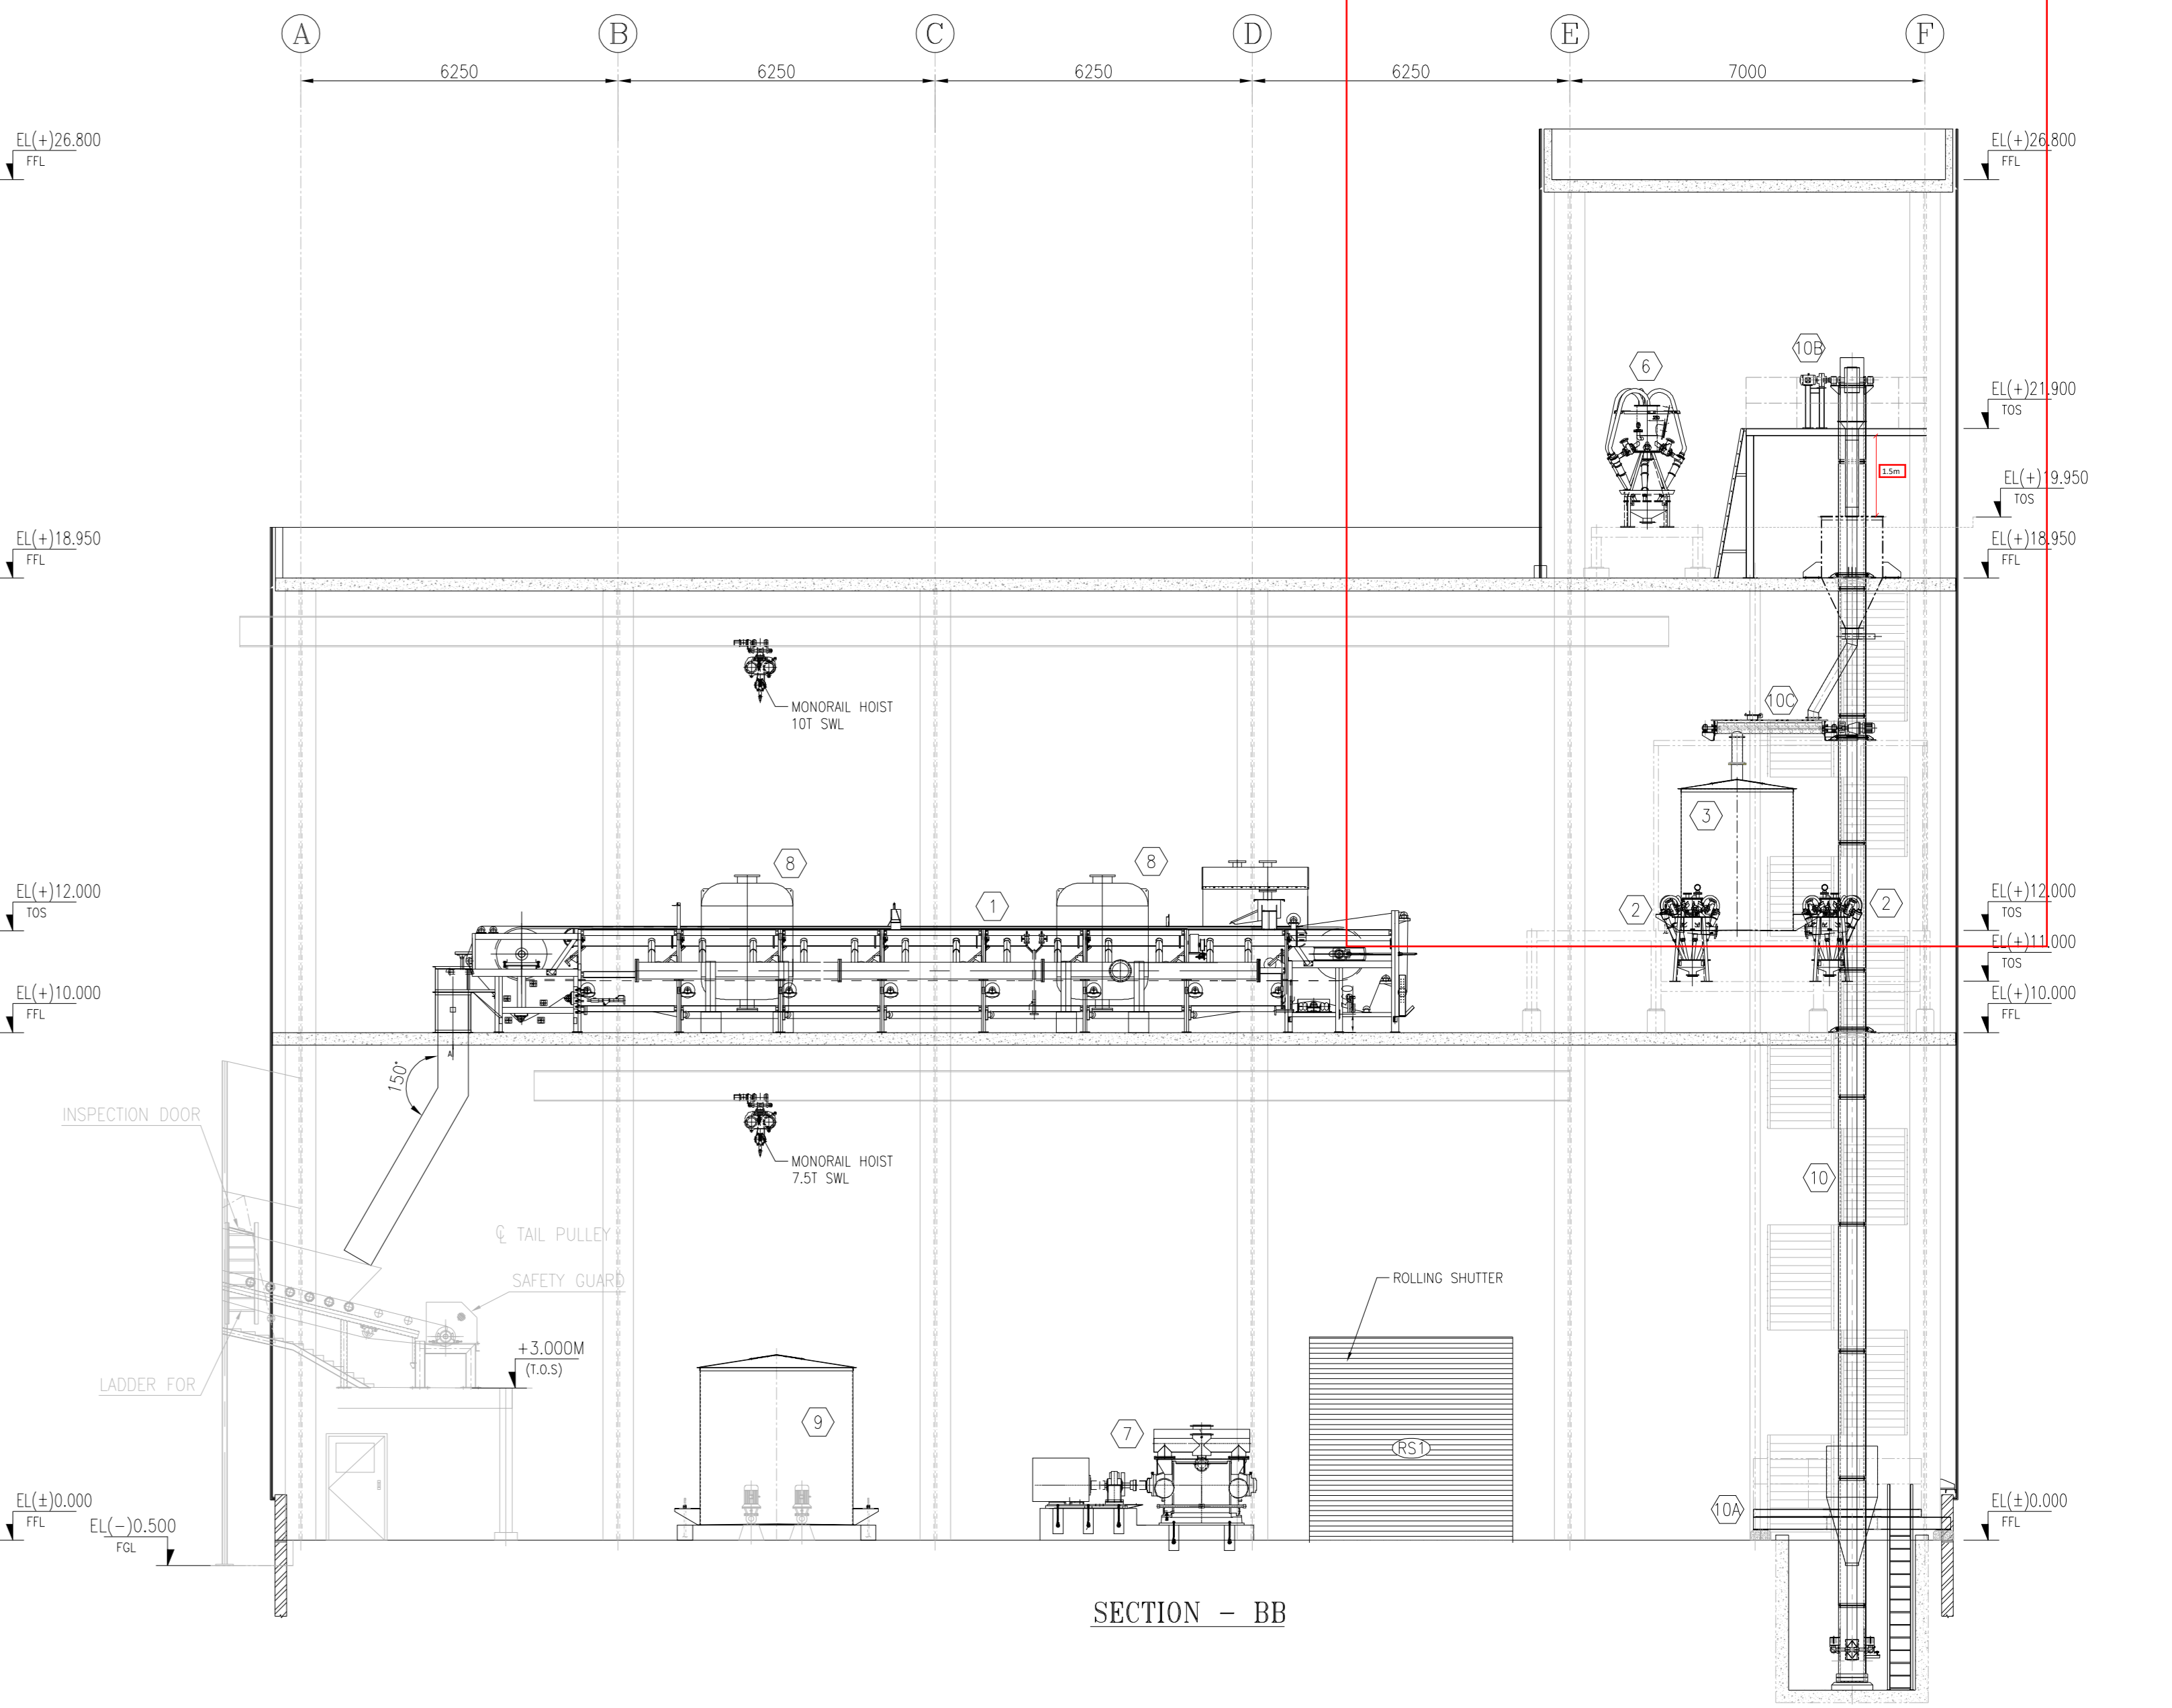 A B C D E F
6250 6250 6250 6250 7000
EL(+)26.800
FFL
EL(+)26.800
FFL
10B
6
EL(+)21.900
TOS
1.5m
EL(+)19.950
TOS
EL(+)18.950
FFL
EL(+)18.950
FFL
MONORAIL HOIST
10T SWL
10C
3
8
8
1
2
2
EL(+)12.000
TOS
EL(+)12.000
TOS
EL(+)11.000
TOS
EL(+)10.000
FFL
EL(+)10.000
FFL
A
150°
INSPECTION DOOR
MONORAIL HOIST
7.5T SWL
10
℄ TAIL PULLEY
SAFETY GUARD
ROLLING SHUTTER
+3.000M
(T.O.S)
LADDER FOR
9
7
RS1
10A
EL(±)0.000
FFL
EL(±)0.000
FFL
EL(−)0.500
FGL
SECTION - BB